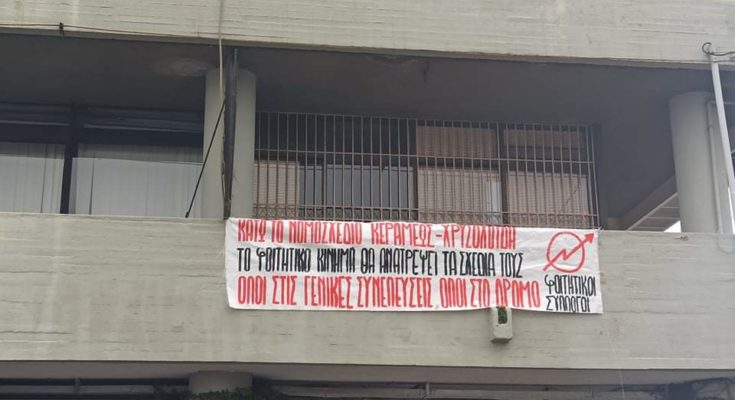 ΚΑΤΩ ΤΟ ΝΟΜΟΣΧΕΔΙΟ ΚΕΡΑΜΕΩΣ-ΧΡΥΣΟΧΟΪΔΗ
ΤΟ ΦΟΙΤΗΤΙΚΟ ΚΙΝΗΜΑ ΘΑ ΑΝΑΤΡΕΨΕΙ ΤΑ ΣΧΕΔΙΑ ΤΟΥΣ
ΟΛΟΙ ΣΤΙΣ ΓΕΝΙΚΕΣ ΣΥΝΕΛΕΥΣΕΙΣ, ΟΛΟΙ ΣΤΟ ΔΡΟΜΟ
ΦΟΙΤΗΤΙΚΟΙ
ΣΥΛΛΟΓΟΙ